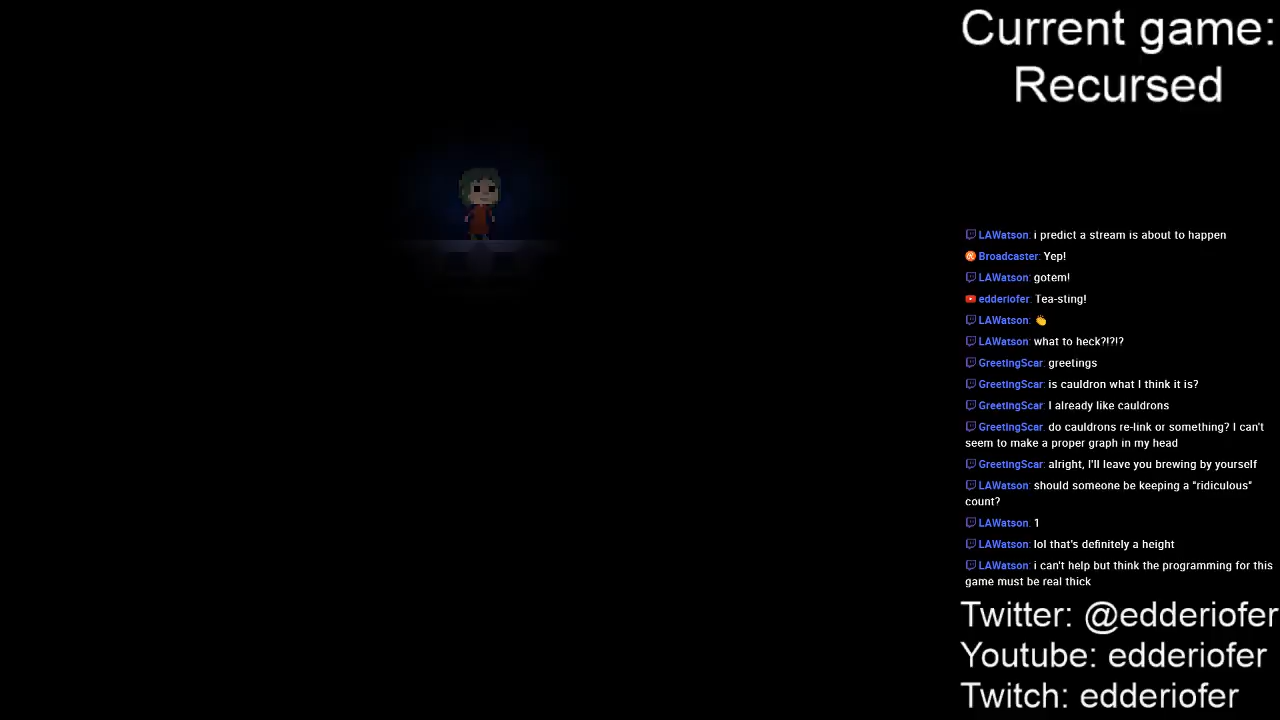 Current game:
Recursed
LAWatson: i predict a stream is about to happen
Broadcaster: Yep!
LAWatson: gotem!
edderiofer: Tea-sting!
LAWatson: 👏
LAWatson: what to heck?!?!?
GreetingScar: greetings
GreetingScar: is cauldron what I think it is?
GreetingScar: I already like cauldrons
GreetingScar: do cauldrons re-link or something? I can't
seem to make a proper graph in my head
GreetingScar: alright, I'll leave you brewing by yourself
LAWatson: should someone be keeping a "ridiculous"
count?
LAWatson: 1
LAWatson: lol that's definitely a height
LAWatson: i can't help but think the programming for this
game must be real thick
Twitter: @edderiofer
Youtube: edderiofer
Twitch: edderiofer